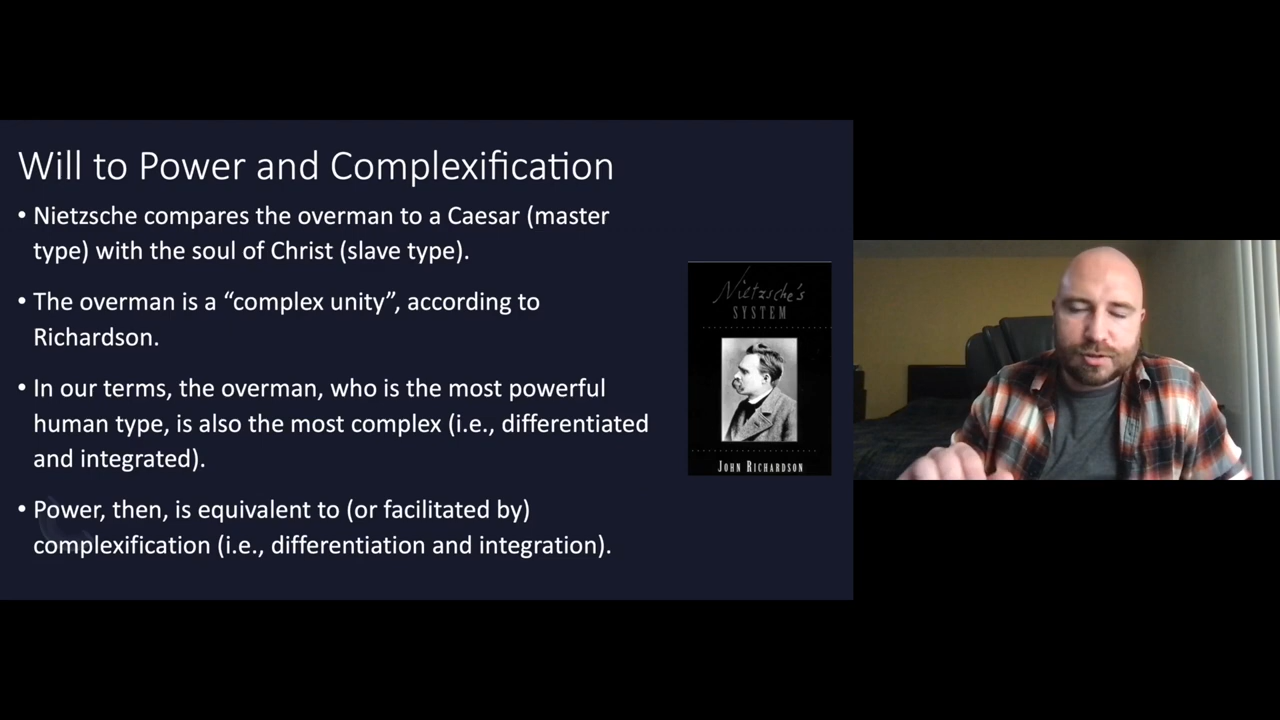 Will to Power and Complexification
• Nietzsche compares the overman to a Caesar (master
type) with the soul of Christ (slave type).
• The overman is a “complex unity”, according to
Richardson.
• In our terms, the overman, who is the most powerful
human type, is also the most complex (i.e., differentiated
and integrated).
• Power, then, is equivalent to (or facilitated by)
complexification (i.e., differentiation and integration).
Nietzsche's
SYSTEM
JOHN RICHARDSON